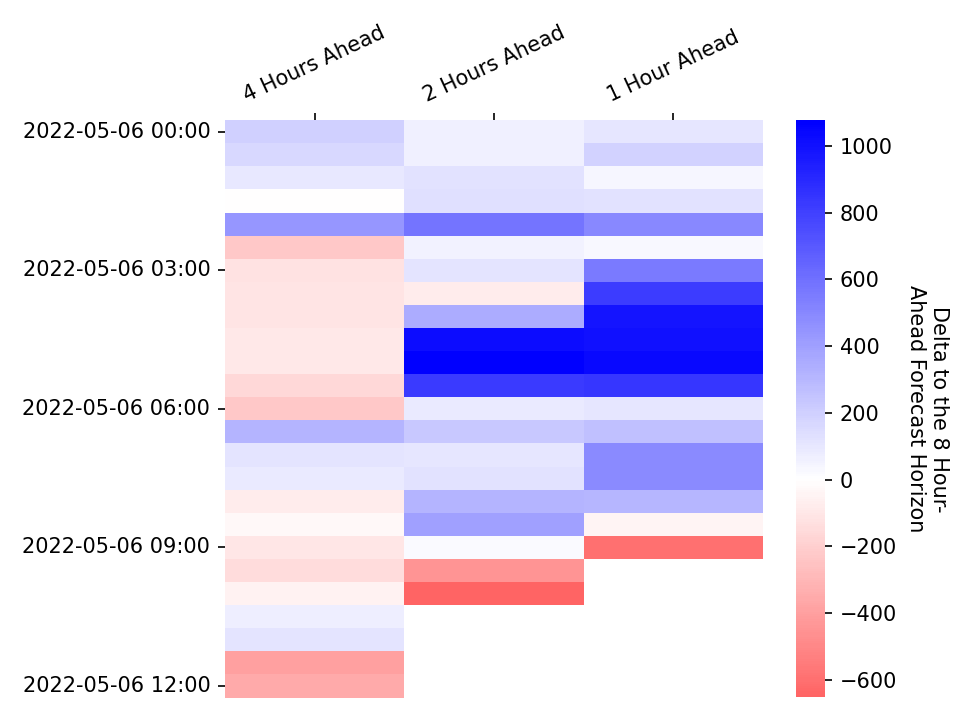 4 Hours Ahead
2 Hours Ahead
1 Hour Ahead
2022-05-06 00:00
2022-05-06 03:00
2022-05-06 06:00
2022-05-06 09:00
2022-05-06 12:00
1000
800
600
400
200
0
−200
−400
−600
Delta to the 8 Hour-
Ahead Forecast Horizon